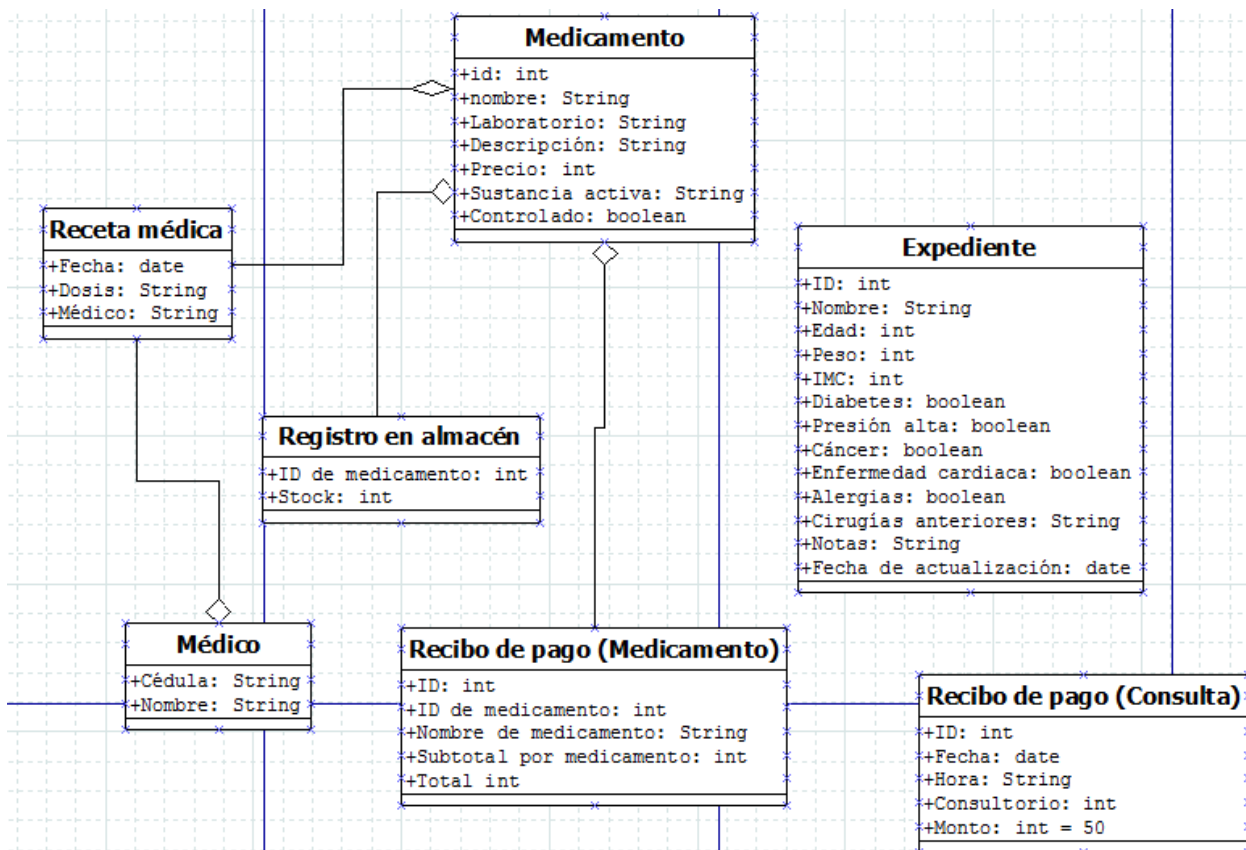 Medicamento
+id: int
+nombre: String
+Laboratorio: String
+Descripción: String
+Precio: int
+Sustancia activa: String
+Controlado: boolean
Receta médica
+Fecha: date
+Dosis: String
+Médico: String
Expediente
+ID: int
+Nombre: String
+Edad: int
+Peso: int
+IMC: int
+Diabetes: boolean
+Presión alta: boolean
+Cáncer: boolean
+Enfermedad cardiaca: boolean
+Alergias: boolean
+Cirugías anteriores: String
+Notas: String
+Fecha de actualización: date
Registro en almacén
+ID de medicamento: int
+Stock: int
Médico
+Cédula: String
+Nombre: String
Recibo de pago (Medicamento)
+ID: int
+ID de medicamento: int
+Nombre de medicamento: String
+Subtotal por medicamento: int
+Total int
Recibo de pago (Consulta)
+ID: int
+Fecha: date
+Hora: String
+Consultorio: int
+Monto: int = 50